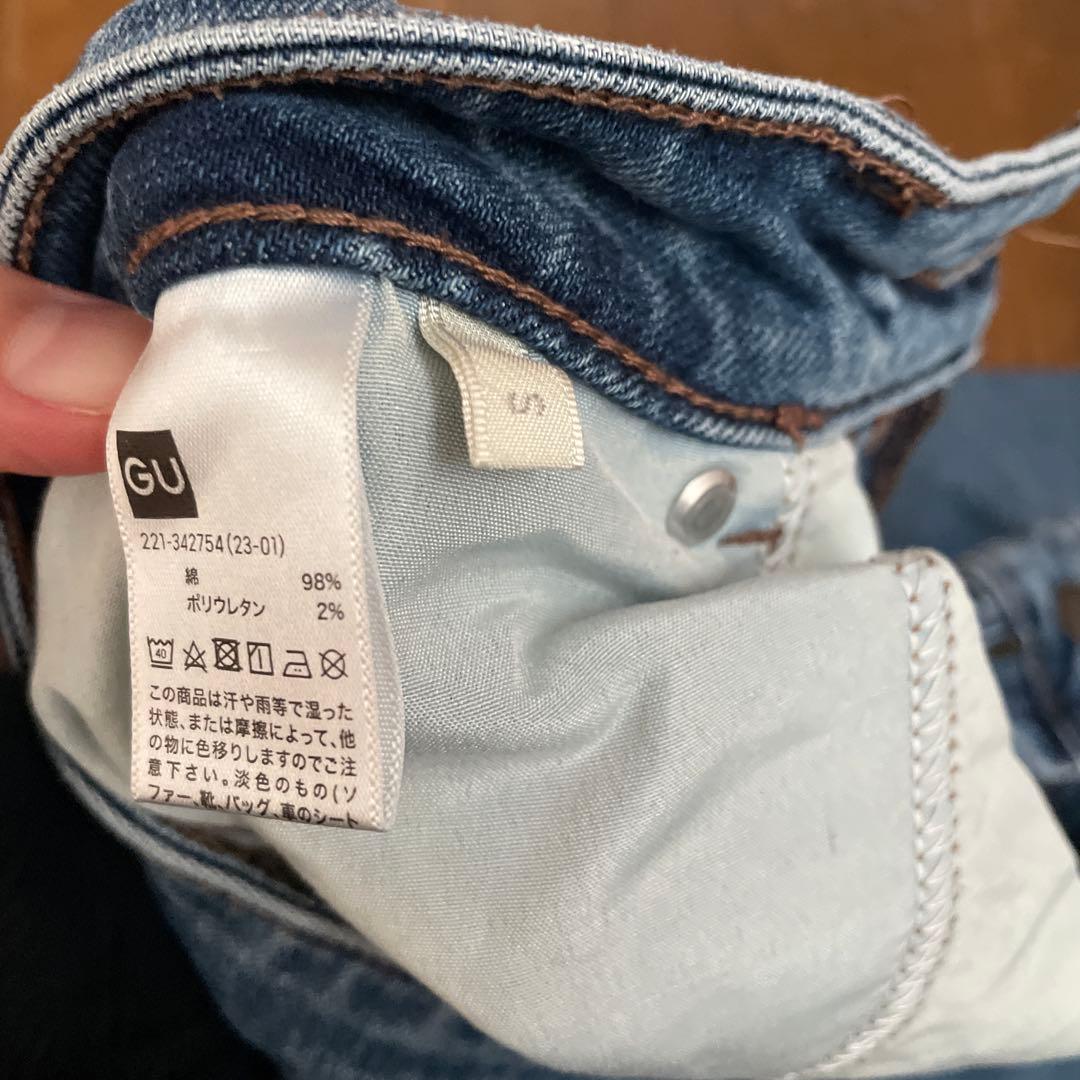 S
GU
221-342754(23-01)
綿 98%
ポリウレタン 2%
40
この商品は汗や雨等で湿った
状態、または摩擦によって、他
の物に色移りしますのでご注
意下さい。淡色のもの(ソ
ファー、靴、バッグ、車のシート